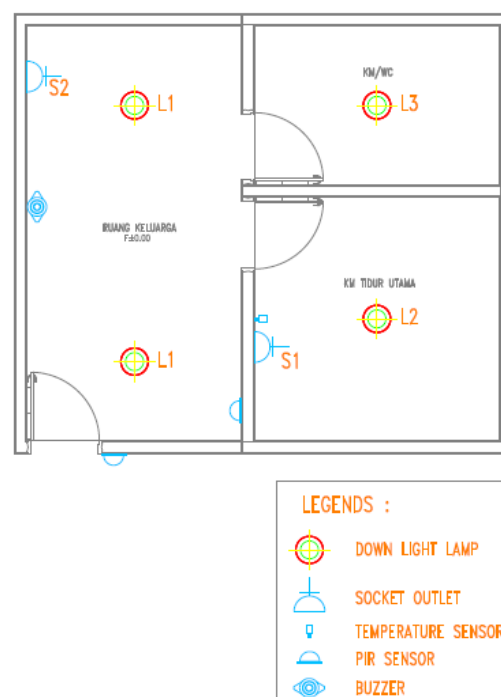 S2
L1
KM/WC
L3
RUANG KELUARGA
F±0.00
KM TIDUR UTAMA
L2
L1
S1
LEGENDS :
DOWN LIGHT LAMP
SOCKET OUTLET
TEMPERATURE SENSOR
PIR SENSOR
BUZZER